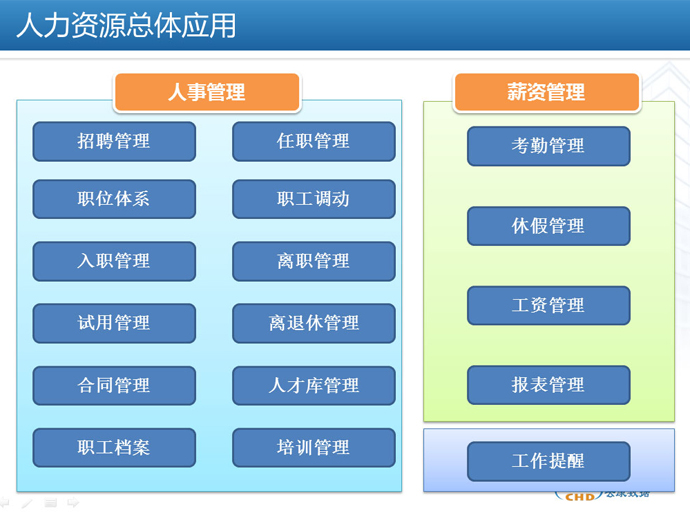 人力资源总体应用
人事管理
薪资管理
招聘管理
任职管理
考勤管理
职位体系
职工调动
休假管理
入职管理
离职管理
试用管理
离退休管理
工资管理
合同管理
人才库管理
报表管理
职工档案
培训管理
工作提醒
CHD